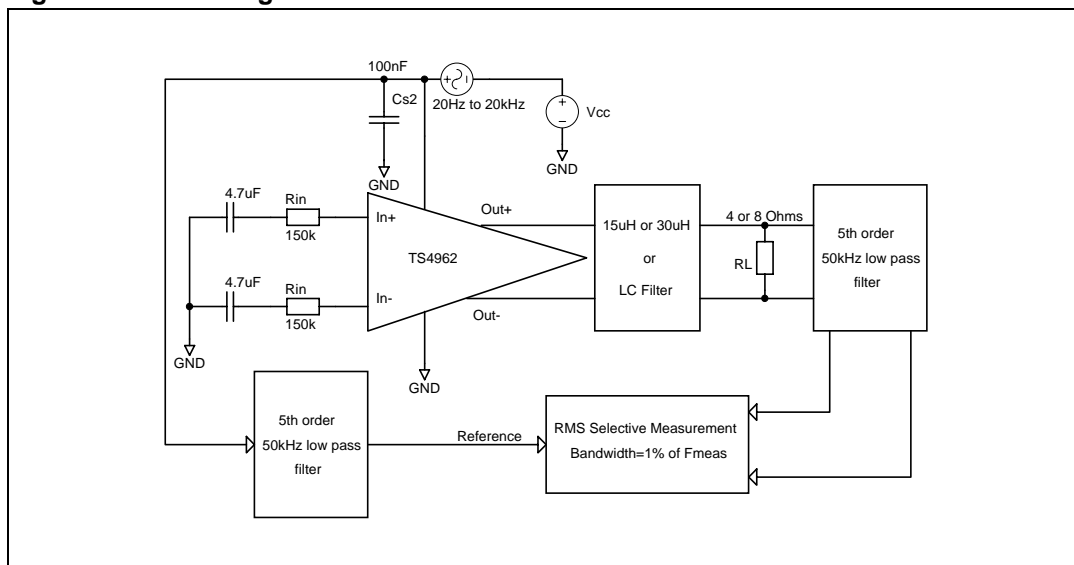 100nF
Cs2
20Hz to 20kHz
Vcc
GND
GND
4.7uF
Rin
150k
In+
Out+
TS4962
4.7uF
Rin
150k
In-
Out-
GND
GND
15uH or 30uH
or
LC Filter
4 or 8 Ohms
RL
5th order
50kHz low pass
filter
5th order
50kHz low pass
filter
Reference
RMS Selective Measurement
Bandwidth=1% of Fmeas